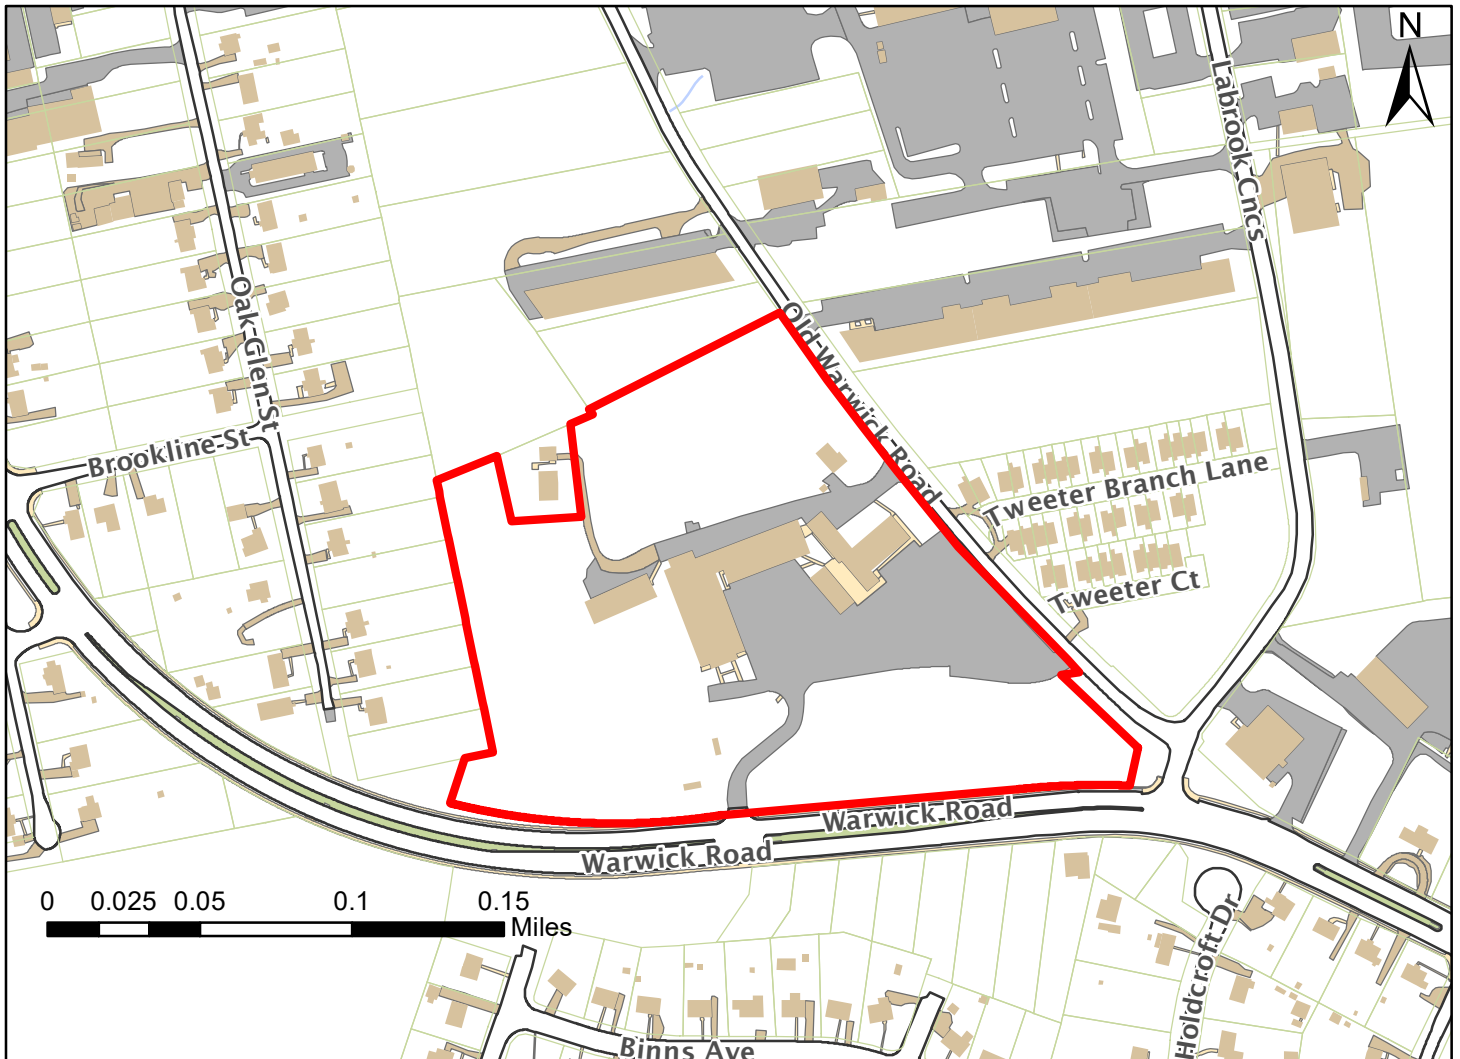 N
Labrook Cncs
Oak Glen St
Old Warwick Road
Brookline St
Tweeter Branch Lane
Tweeter Ct
Warwick Road
Warwick Road
0 0.025 0.05 0.1 0.15
Miles
Holdcroft Dr
Binns Ave